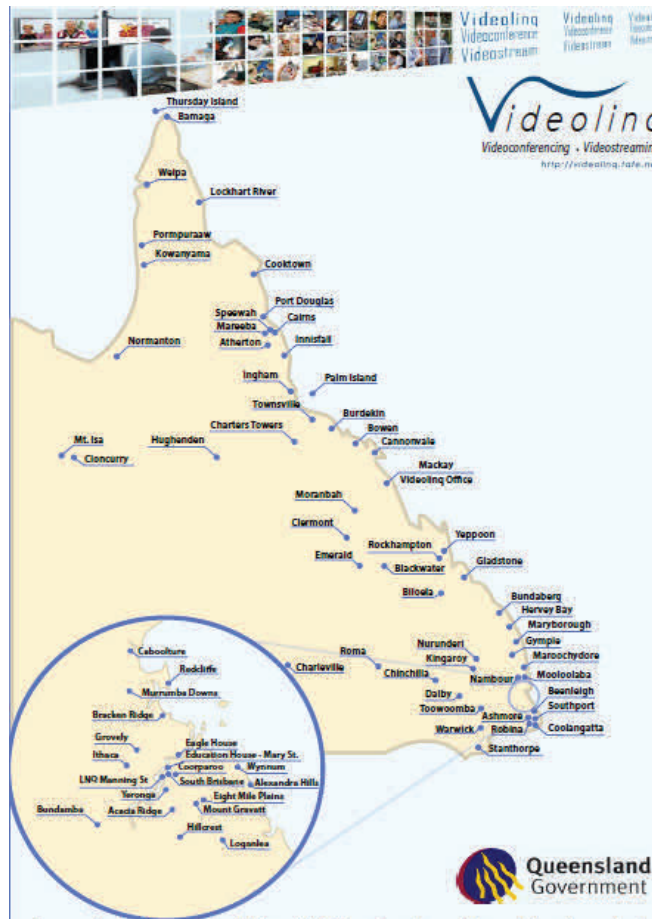 Videolinq
Videoconference
Videostream
Videolinq
Videoconference
Videostream
Videolinq
Videoconferencing • Videostreaming
Thursday Island
Bamaga
Weipa
Lockhart River
Pormpuraaw
Kowanyama
Cooktown
Port Douglas
Speewah
Cairns
Mareeba
Atherton
Innisfail
Normanton
Ingham
Palm Island
Townsville
Burdekin
Charters Towers
Bowen
Mt. Isa
Hughenden
Cannonvale
Cloncurry
Mackay
Videolinq Office
Moranbah
Clermont
Yeppoon
Rockhampton
Emerald
Blackwater
Gladstone
Biloela
Bundaberg
Hervey Bay
Maryborough
Gympie
Nurunderi
Roma
Kingaroy
Maroochydore
Charleville
Chinchilla
Nambour
Mooloolaba
Dalby
Beenleigh
Toowoomba
Southport
Ashmore
Warwick
Robina
Coolangatta
Stanthorpe
Caboolture
Redcliffe
Murrumba Downs
Bracken Ridge
Grovely
Eagle House
Ithaca
Education House - Mary St.
Coorparoo
Wynnum
LNQ Manning St
South Brisbane
Alexandra Hills
Yeronga
Eight Mile Plains
Bundamba
Acacia Ridge
Mount Gravatt
Hillcrest
Loganlea
Queensland
Government